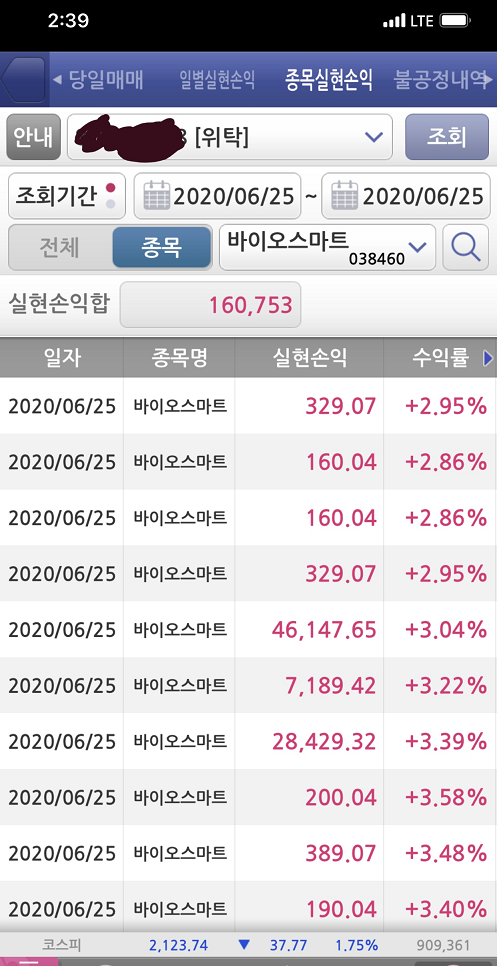 2:39 LTE
당일매매 일별실현손익 종목실현손익 불공정내역
안내 [위탁] 조회
조회기간 2020/06/25 ~ 2020/06/25
전체 종목 바이오스마트 038460
실현손익합 160,753
일자 종목명 실현손익 수익률
2020/06/25 바이오스마트 329.07 +2.95%
2020/06/25 바이오스마트 160.04 +2.86%
2020/06/25 바이오스마트 160.04 +2.86%
2020/06/25 바이오스마트 329.07 +2.95%
2020/06/25 바이오스마트 46,147.65 +3.04%
2020/06/25 바이오스마트 7,189.42 +3.22%
2020/06/25 바이오스마트 28,429.32 +3.39%
2020/06/25 바이오스마트 200.04 +3.58%
2020/06/25 바이오스마트 389.07 +3.48%
2020/06/25 바이오스마트 190.04 +3.40%
코스피 2,123.74 ▼ 37.77 1.75% 909,361